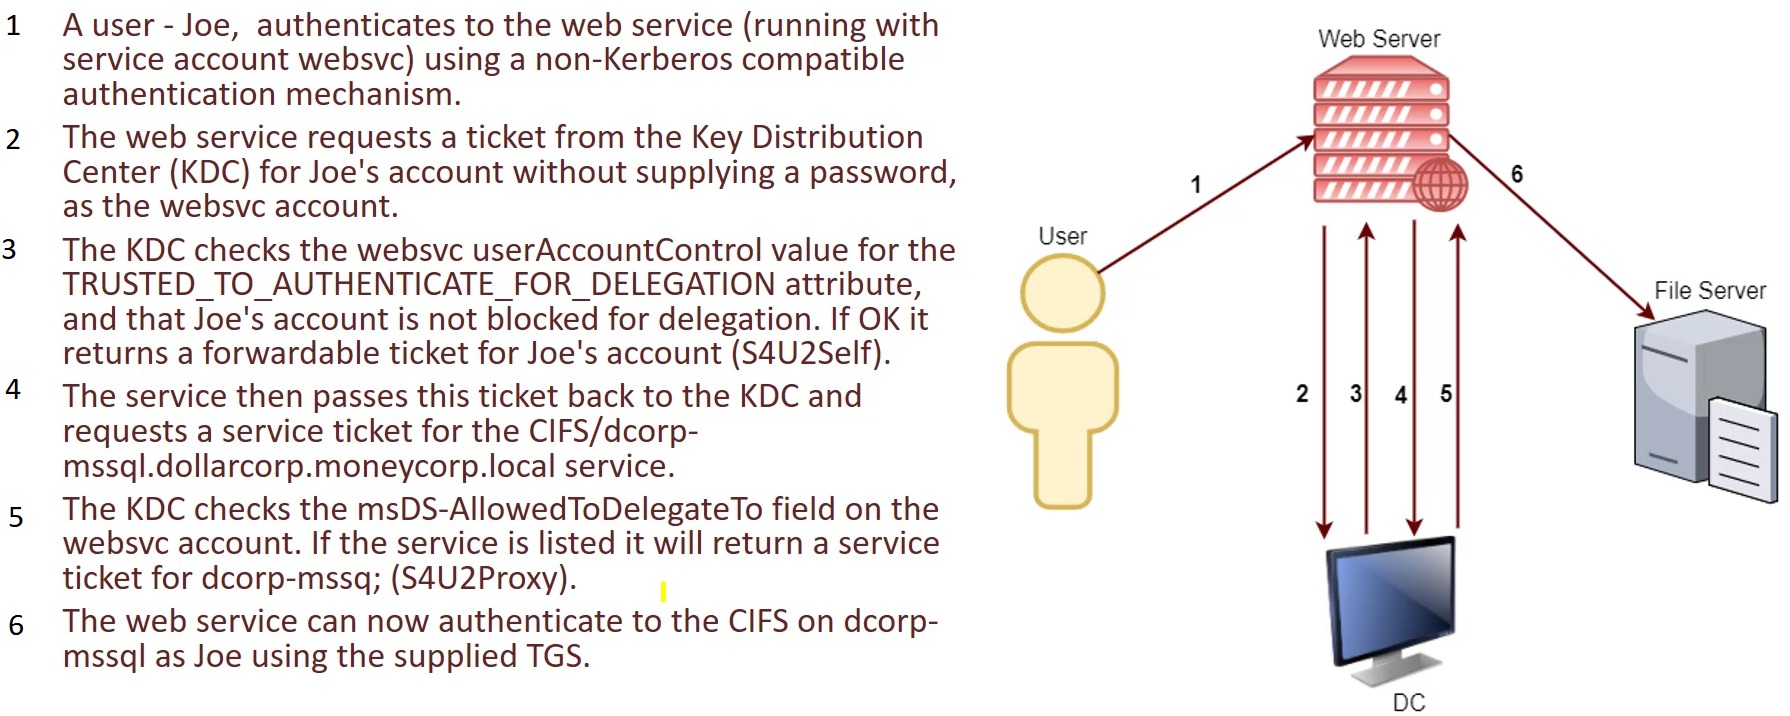 1 A user - Joe, authenticates to the web service (running with
service account websvc) using a non-Kerberos compatible
authentication mechanism.
2 The web service requests a ticket from the Key Distribution
Center (KDC) for Joe's account without supplying a password,
as the websvc account.
3 The KDC checks the websvc userAccountControl value for the
TRUSTED_TO_AUTHENTICATE_FOR_DELEGATION attribute,
and that Joe's account is not blocked for delegation. If OK it
returns a forwardable ticket for Joe's account (S4U2Self).
4 The service then passes this ticket back to the KDC and
requests a service ticket for the CIFS/dcorp-
mssql.dollarcorp.moneycorp.local service.
5 The KDC checks the msDS-AllowedToDelegateTo field on the
websvc account. If the service is listed it will return a service
ticket for dcorp-mssq; (S4U2Proxy).
6 The web service can now authenticate to the CIFS on dcorp-
mssql as Joe using the supplied TGS.
Web Server
1
6
User
File Server
2 3 4 5
DC